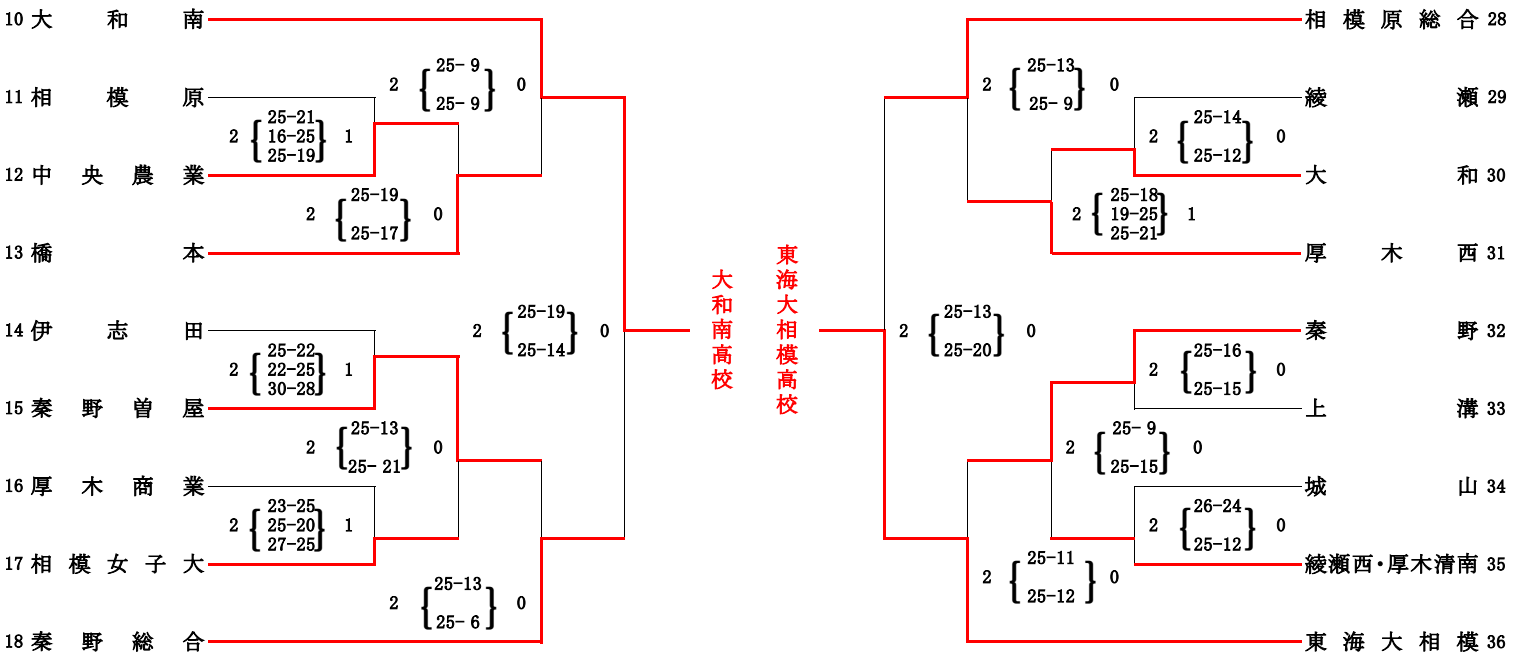 10 大和南
2 25- 9 0
25- 9
11 相模原
25-21
2 16-25 1
25-19
12 中央農業
25-19
2 0
25-17
13 橋本
大和南高校
25-19
2 0
25-14
14 伊志田
25-22
2 22-25 1
30-28
15 秦野曽屋
25-13
2 0
25- 21
16 厚木商業
23-25
2 25-20 1
27-25
17 相模女子大
25-13
2 0
25- 6
18 秦野総合
東海大相模高校
相模原総合 28
25-13
2 0
25- 9
綾瀬 29
25-14
2 0
25-12
大和 30
25-18
2 19-25 1
25-21
厚木西 31
25-13
2 0
25-20
秦野 32
25-16
2 0
25-15
上溝 33
25- 9
2 0
25-15
城山 34
26-24
2 0
25-12
綾瀬西・厚木清南 35
25-11
2 0
25-12
東海大相模 36